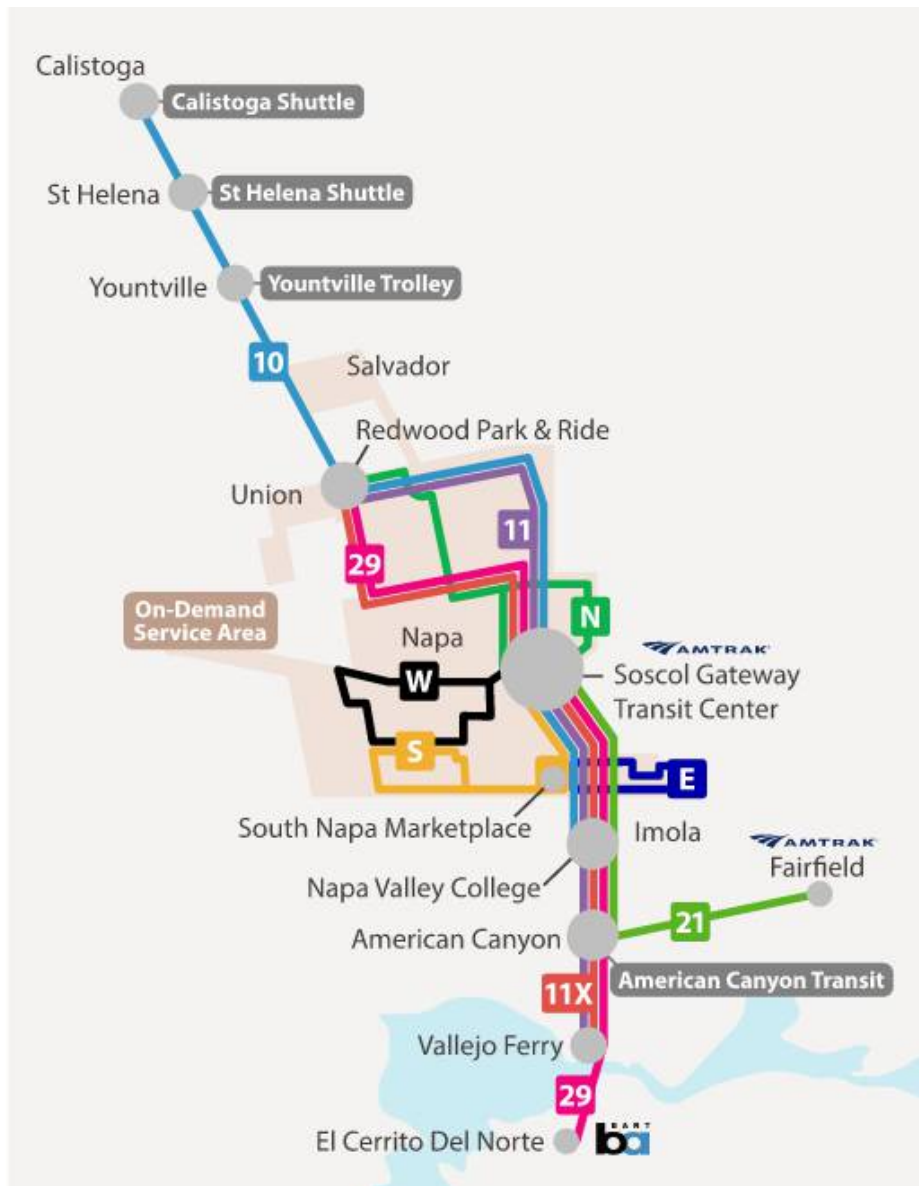 Calistoga
Calistoga Shuttle
St Helena
St Helena Shuttle
Yountville
Yountville Trolley
10
Salvador
Redwood Park & Ride
Union
11
29
On-Demand
Service Area
N
Napa
AMTRAK
Soscol Gateway
Transit Center
W
S
E
South Napa Marketplace
Imola
AMTRAK
Fairfield
Napa Valley College
21
American Canyon
American Canyon Transit
11X
Vallejo Ferry
29
El Cerrito Del Norte
BART
ba